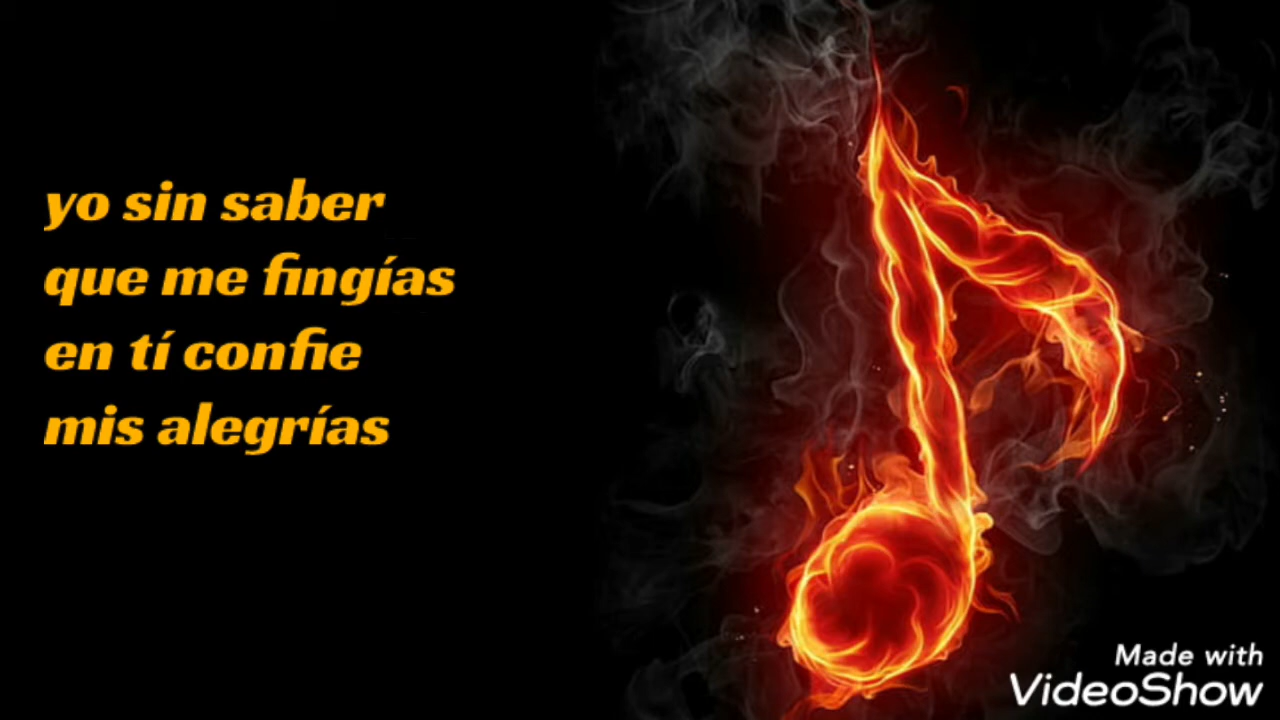 yo sin saber
que me fingías
en tí confie
mis alegrías
Made with
VideoShow